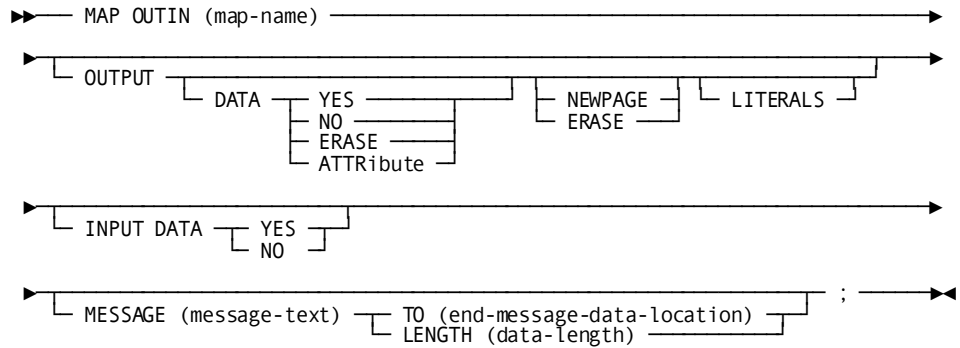 MAP OUTIN (map-name)
OUTPUT
DATA YES NEWPAGE LITERALS
NO ERASE
ERASE
ATTRibute
INPUT DATA YES
NO
MESSAGE (message-text) TO (end-message-data-location) ;
LENGTH (data-length)